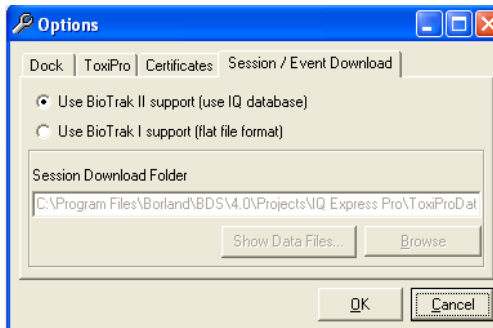 Options
Dock ToxiPro Certificates Session / Event Download
Use BioTrak II support (use IQ database)
Use BioTrak I support (flat file format)
Session Download Folder
C:\Program Files\Borland\BDS\4.0\Projects\IQ Express Pro\ToxiProDat
Show Data Files... Browse
OK Cancel